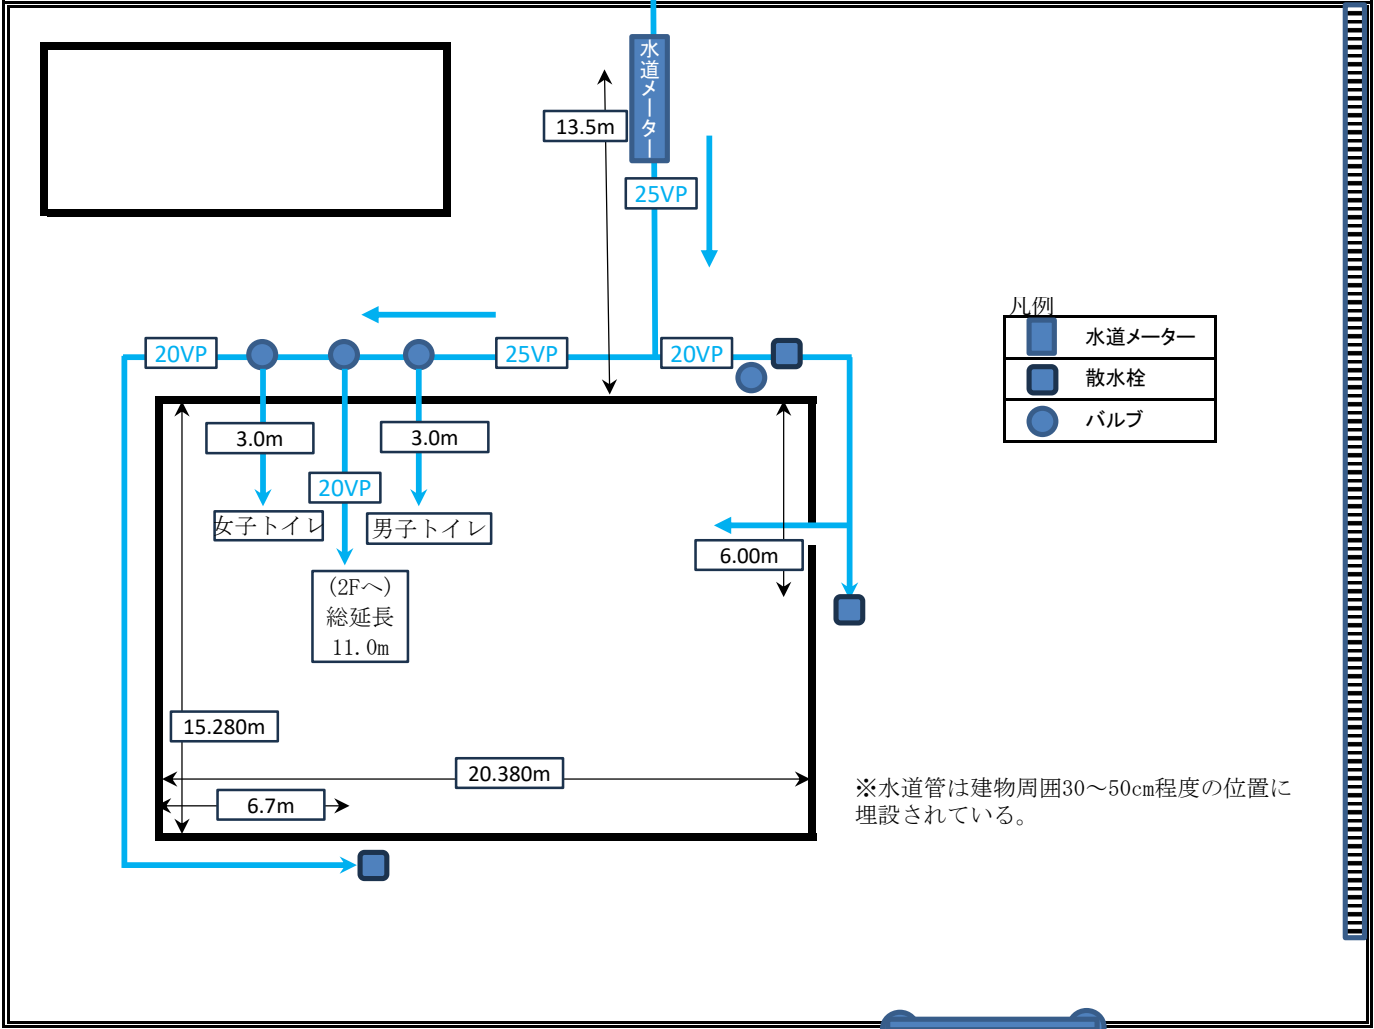 水道メーター
13.5m
25VP
20VP
25VP
20VP
凡例
水道メーター
散水栓
バルブ
3.0m
3.0m
20VP
女子トイレ
男子トイレ
6.00m
(2Fへ)
総延長
11.0m
15.280m
20.380m
6.7m
※水道管は建物周囲30～50cm程度の位置に
埋設されている。